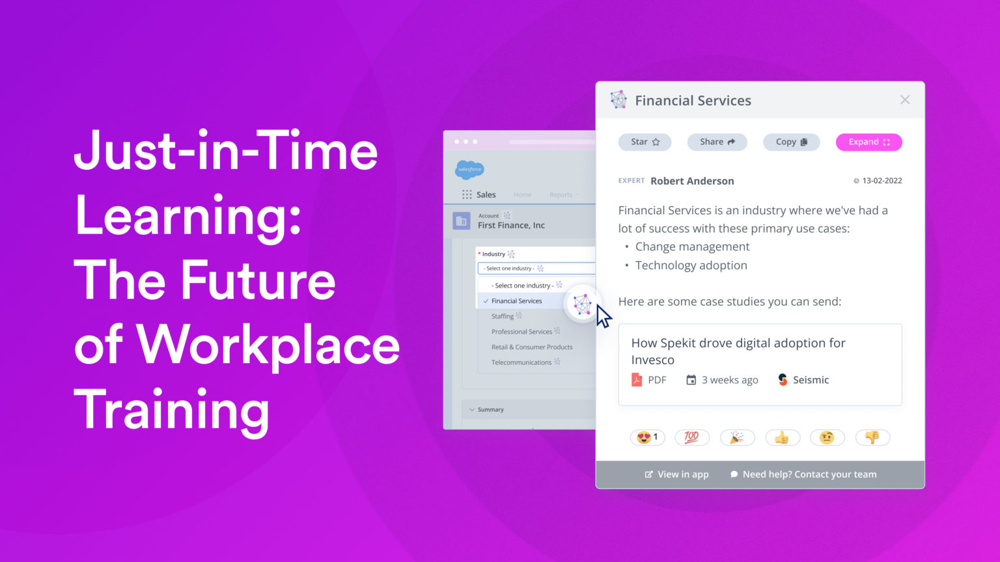 Just-in-Time
Learning:
The Future
of Workplace
Training
salesforce
Sales Home Reports
Account
First Finance, Inc
* Industry
- Select one industry -
- Select one industry -
Financial Services
Staffing
Professional Services
Retail & Consumer Products
Telecommunications
Summary
Financial Services
Star Share Copy Expand
EXPERT Robert Anderson 13-02-2022
Financial Services is an industry where we've had a
lot of success with these primary use cases:
• Change management
• Technology adoption
Here are some case studies you can send:
How Spekit drove digital adoption for
Invesco
PDF 3 weeks ago Seismic
1 100
View in app Need help? Contact your team